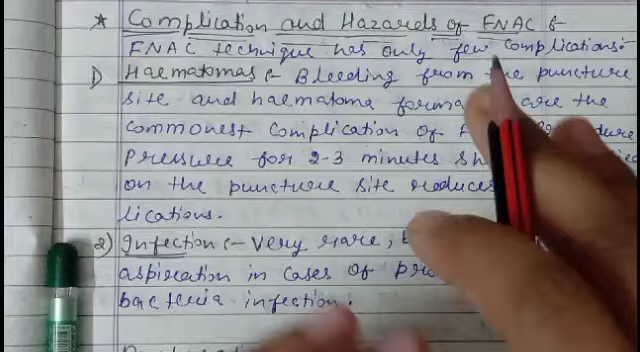 * Complication and Hazards of FNAC :-
FNAC technique has only few complications:-
1) Haematomas :- Bleeding from the puncture
site and haematoma forma are the
commonest complication of
Pressure for 2-3 minutes
on the puncture site reduces
lications.
2) Infection :- Very rare,
aspiration in cases of
bacteria infection.